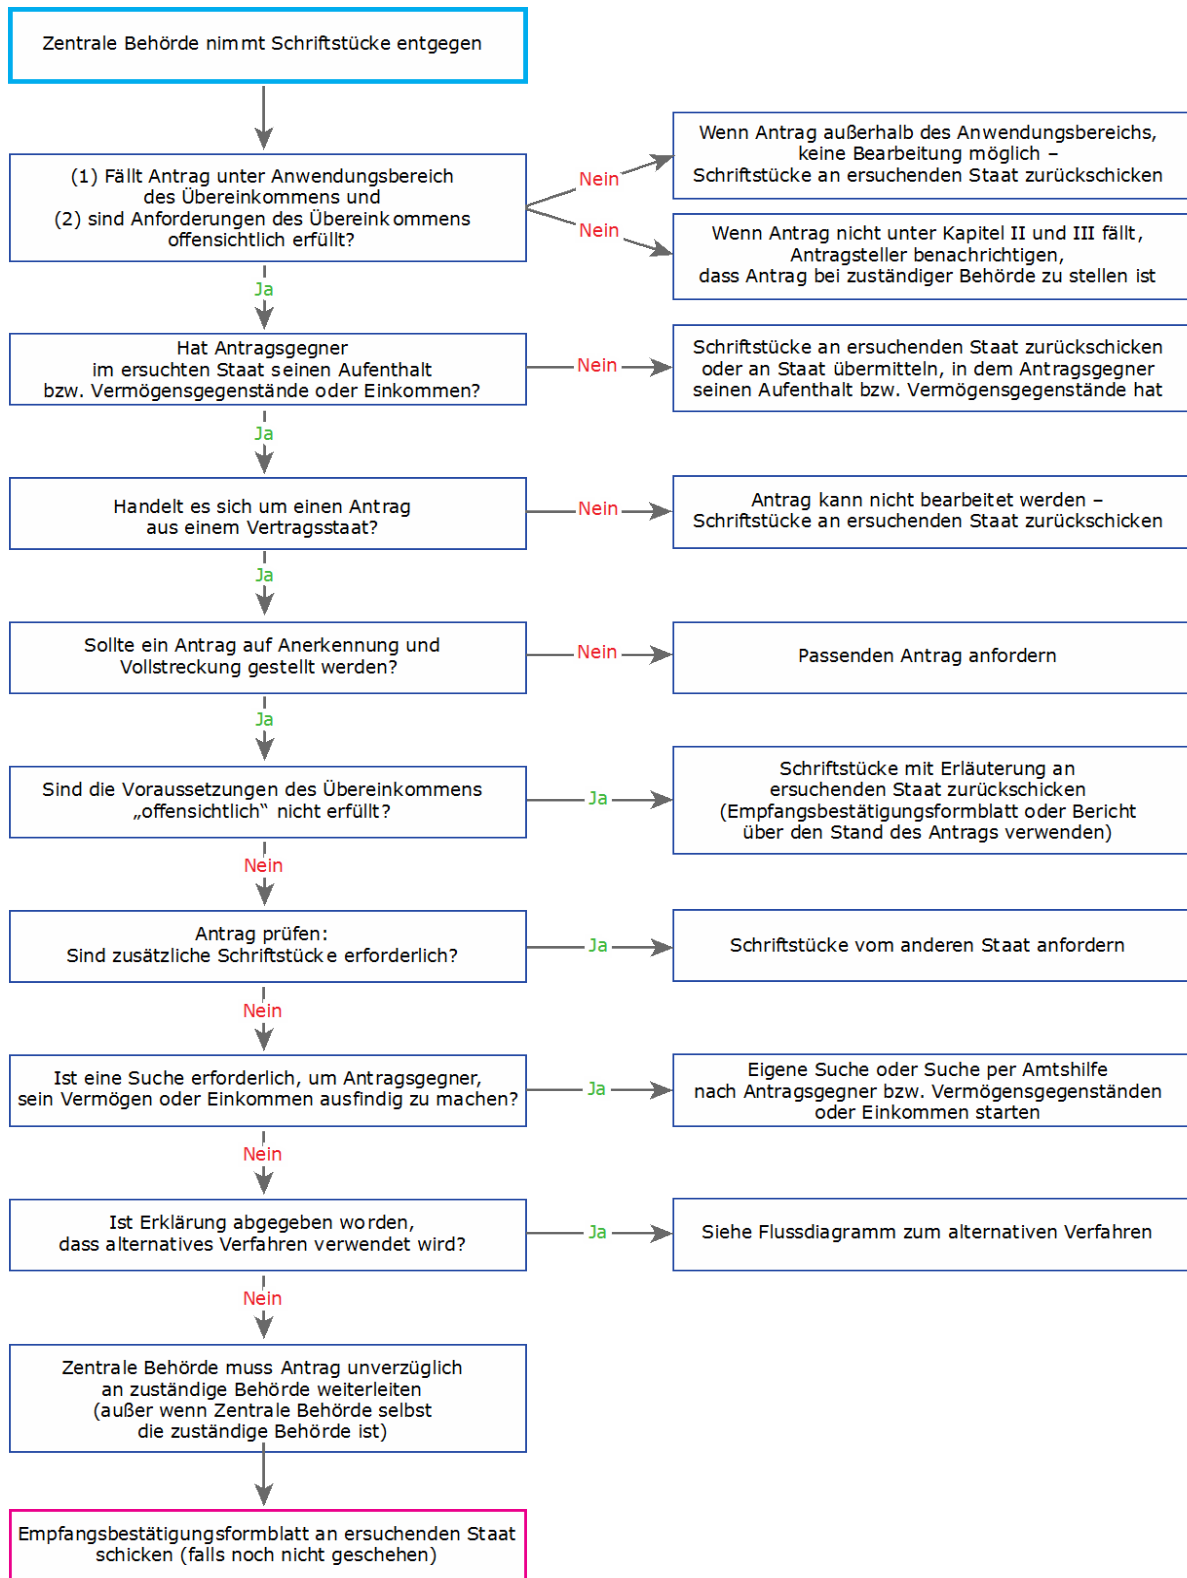 Zentrale Behörde nimmt Schriftstücke entgegen
(1) Fällt Antrag unter Anwendungsbereich
des Übereinkommens und
(2) sind Anforderungen des Übereinkommens
offensichtlich erfüllt?
Nein
Wenn Antrag außerhalb des Anwendungsbereichs,
keine Bearbeitung möglich –
Schriftstücke an ersuchenden Staat zurückschicken
Nein
Wenn Antrag nicht unter Kapitel II und III fällt,
Antragsteller benachrichtigen,
dass Antrag bei zuständiger Behörde zu stellen ist
Ja
Hat Antragsgegner
im ersuchten Staat seinen Aufenthalt
bzw. Vermögensgegenstände oder Einkommen?
Nein
Schriftstücke an ersuchenden Staat zurückschicken
oder an Staat übermitteln, in dem Antragsgegner
seinen Aufenthalt bzw. Vermögensgegenstände hat
Ja
Handelt es sich um einen Antrag
aus einem Vertragsstaat?
Nein
Antrag kann nicht bearbeitet werden –
Schriftstücke an ersuchenden Staat zurückschicken
Ja
Sollte ein Antrag auf Anerkennung und
Vollstreckung gestellt werden?
Nein
Passenden Antrag anfordern
Ja
Sind die Voraussetzungen des Übereinkommens
„offensichtlich“ nicht erfüllt?
Ja
Schriftstücke mit Erläuterung an
ersuchenden Staat zurückschicken
(Empfangsbestätigungsformblatt oder Bericht
über den Stand des Antrags verwenden)
Nein
Antrag prüfen:
Sind zusätzliche Schriftstücke erforderlich?
Ja
Schriftstücke vom anderen Staat anfordern
Nein
Ist eine Suche erforderlich, um Antragsgegner,
sein Vermögen oder Einkommen ausfindig zu machen?
Ja
Eigene Suche oder Suche per Amtshilfe
nach Antragsgegner bzw. Vermögensgegenständen
oder Einkommen starten
Nein
Ist Erklärung abgegeben worden,
dass alternatives Verfahren verwendet wird?
Ja
Siehe Flussdiagramm zum alternativen Verfahren
Nein
Zentrale Behörde muss Antrag unverzüglich
an zuständige Behörde weiterleiten
(außer wenn Zentrale Behörde selbst
die zuständige Behörde ist)
Empfangsbestätigungsformblatt an ersuchenden Staat
schicken (falls noch nicht geschehen)